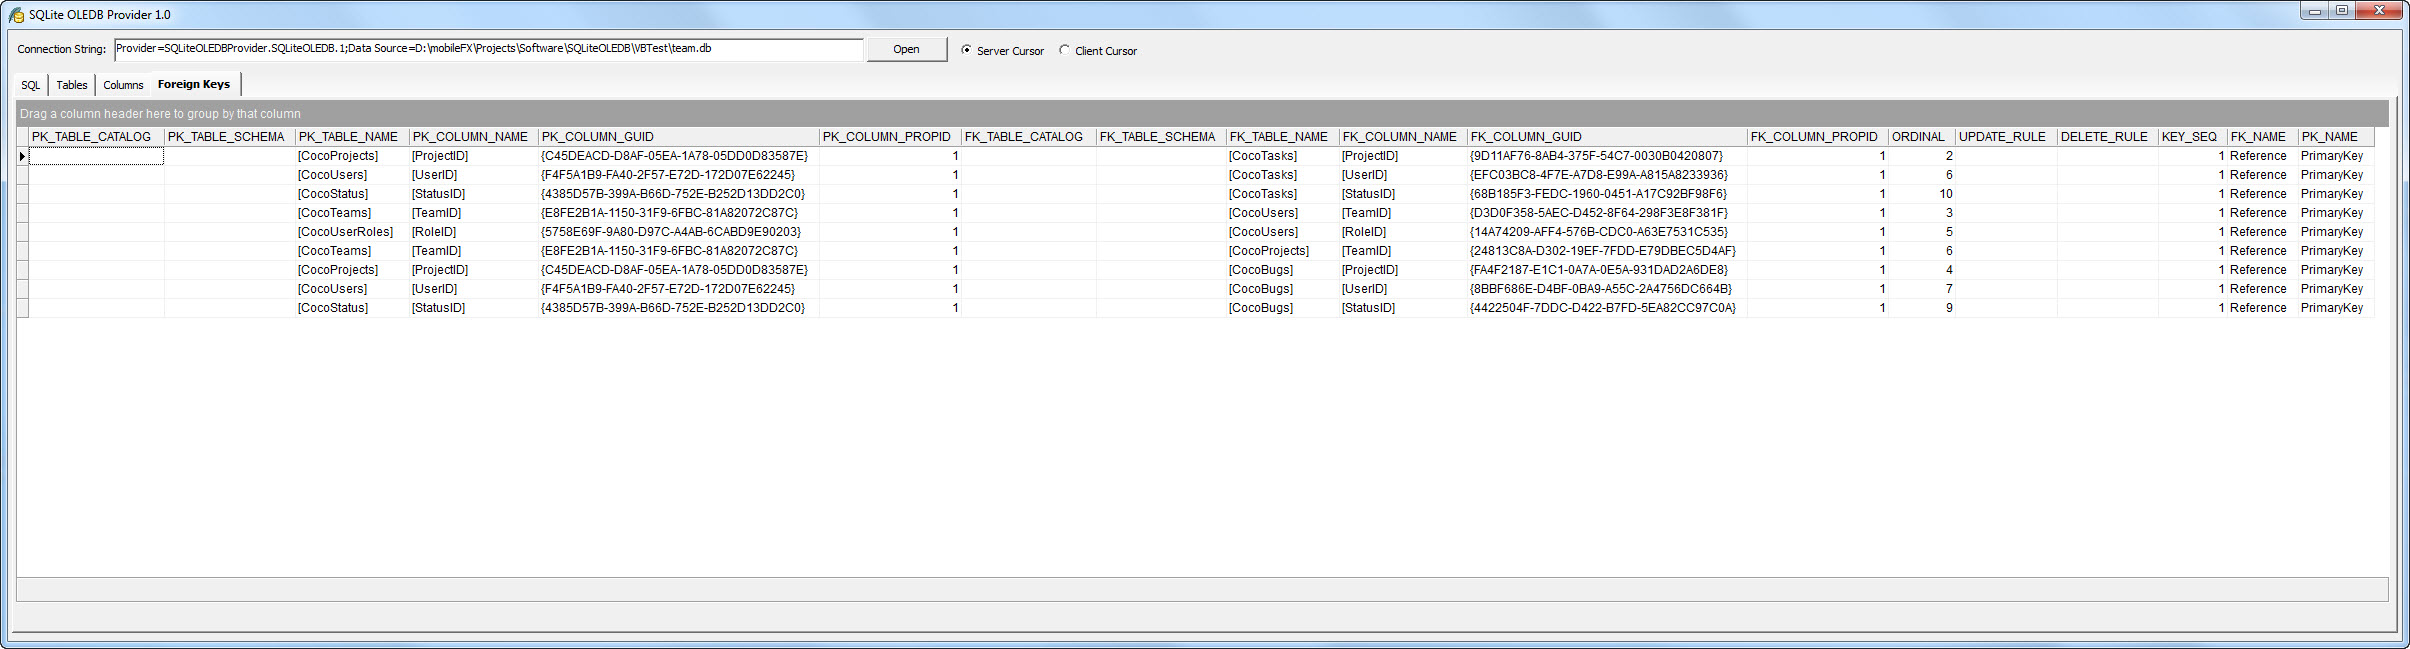 SQLite OLEDB Provider 1.0
Connection String: Provider=SQLiteOLEDBProvider.SQLiteOLEDB.1;Data Source=D:\mobileFX\Projects\Software\SQLiteOLEDB\VBTest\team.db Open Server Cursor Client Cursor
SQL Tables Columns Foreign Keys
Drag a column header here to group by that column
PK_TABLE_CATALOG PK_TABLE_SCHEMA PK_TABLE_NAME PK_COLUMN_NAME PK_COLUMN_GUID PK_COLUMN_PROPID FK_TABLE_CATALOG FK_TABLE_SCHEMA FK_TABLE_NAME FK_COLUMN_NAME FK_COLUMN_GUID FK_COLUMN_PROPID ORDINAL UPDATE_RULE DELETE_RULE KEY_SEQ FK_NAME PK_NAME
[CocoProjects] [ProjectID] {C45DEACD-D8AF-05EA-1A78-05DD0D83587E} 1 [CocoTasks] [ProjectID] {9D11AF76-8AB4-375F-54C7-0030B0420807} 1 2 1 Reference PrimaryKey
[CocoUsers] [UserID] {F4F5A1B9-FA40-2F57-E72D-172D07E62245} 1 [CocoTasks] [UserID] {EFC03BC8-4F7E-A7D8-E99A-A815A8233936} 1 6 1 Reference PrimaryKey
[CocoStatus] [StatusID] {4385D57B-399A-B66D-752E-B252D13DD2C0} 1 [CocoTasks] [StatusID] {68B185F3-FEDC-1960-0451-A17C92BF98F6} 1 10 1 Reference PrimaryKey
[CocoTeams] [TeamID] {E8FE2B1A-1150-31F9-6FBC-81A82072C87C} 1 [CocoUsers] [TeamID] {D3D0F358-5AEC-D452-8F64-298F3E8F381F} 1 3 1 Reference PrimaryKey
[CocoUserRoles] [RoleID] {5758E69F-9A80-D97C-A4AB-6CABD9E90203} 1 [CocoUsers] [RoleID] {14A74209-AFF4-576B-CDC0-A63E7531C535} 1 5 1 Reference PrimaryKey
[CocoTeams] [TeamID] {E8FE2B1A-1150-31F9-6FBC-81A82072C87C} 1 [CocoProjects] [TeamID] {24813C8A-D302-19EF-7FDD-E79DBEC5D4AF} 1 6 1 Reference PrimaryKey
[CocoProjects] [ProjectID] {C45DEACD-D8AF-05EA-1A78-05DD0D83587E} 1 [CocoBugs] [ProjectID] {FA4F2187-E1C1-0A7A-0E5A-931DAD2A6DE8} 1 4 1 Reference PrimaryKey
[CocoUsers] [UserID] {F4F5A1B9-FA40-2F57-E72D-172D07E62245} 1 [CocoBugs] [UserID] {8BBF686E-D4BF-0BA9-A55C-2A4756DC664B} 1 7 1 Reference PrimaryKey
[CocoStatus] [StatusID] {4385D57B-399A-B66D-752E-B252D13DD2C0} 1 [CocoBugs] [StatusID] {4422504F-7DDC-D422-B7FD-5EA82CC97C0A} 1 9 1 Reference PrimaryKey